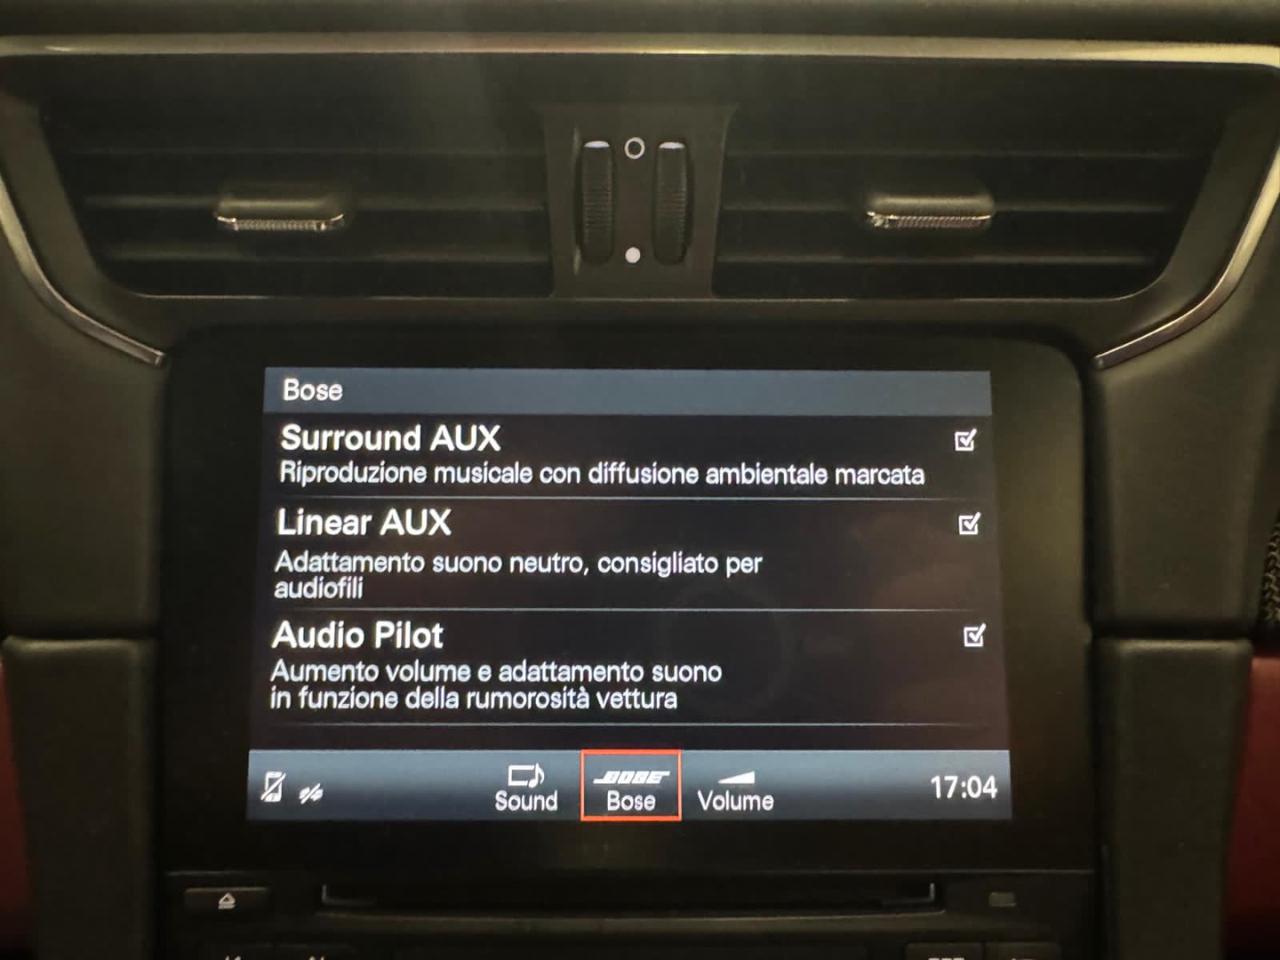 Bose
Surround AUX
Riproduzione musicale con diffusione ambientale marcata
Linear AUX
Adattamento suono neutro, consigliato per
audiofili
Audio Pilot
Aumento volume e adattamento suono
in funzione della rumorosità vettura
Sound
BOSE
Bose
Volume
17:04